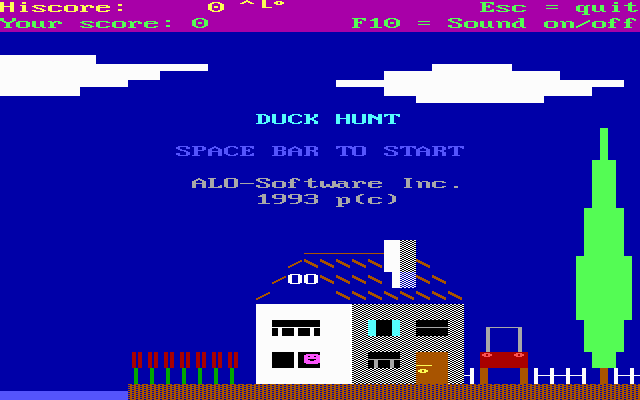 Hiscore: 0 Esc = quit
Your score: 0 F10 = Sound on/off
DUCK HUNT
SPACE BAR TO START
ALO-Software Inc.
1993 p(c)